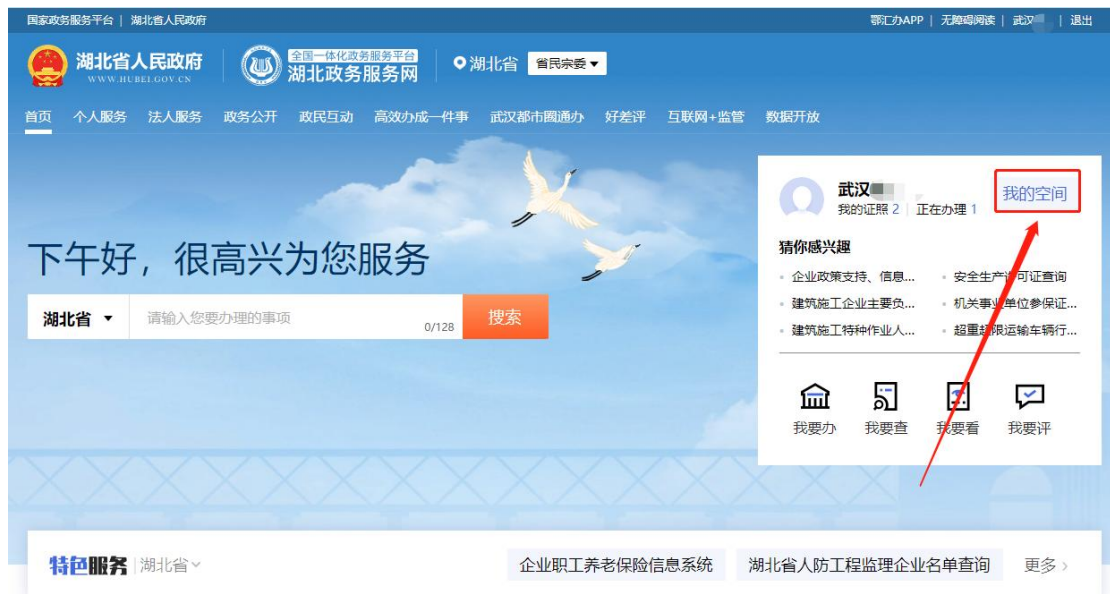 国家政务服务平台 | 湖北省人民政府
鄂汇办APP | 无障碍阅读 | 武汉 | 退出
湖北省人民政府
WWW.HUBEI.GOV.CN
全国一体化政务服务平台
湖北政务服务网
湖北省 省民宗委
首页 个人服务 法人服务 政务公开 政民互动 高效办成一件事 武汉都市圈通办 好差评 互联网+监管 数据开放
武汉
我的空间
我的证照 2 | 正在办理 1
下午好，很高兴为您服务
湖北省 请输入您要办理的事项 0/128 搜索
猜你感兴趣
企业政策支持、信息... 安全生产许可证查询
建筑施工企业主要负... 机关事业单位参保证...
建筑施工特种作业人... 超重超限运输车辆行...
我要办 我要查 我要看 我要评
特色服务 湖北省 企业职工养老保险信息系统 湖北省人防工程监理企业名单查询 更多